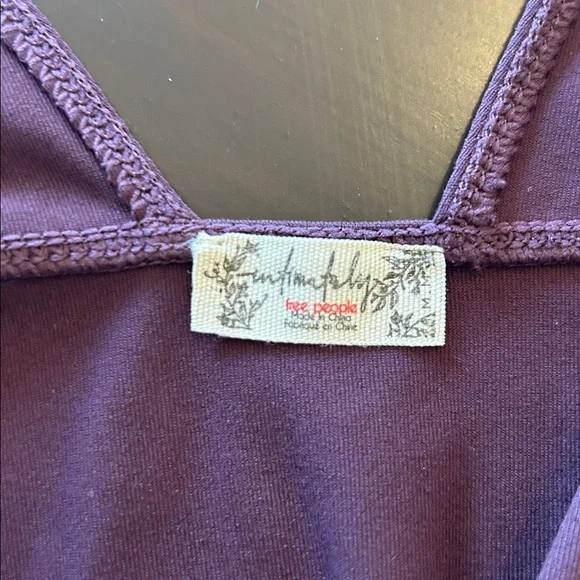 intimately
free people
Made in China
Fabriqué en Chine